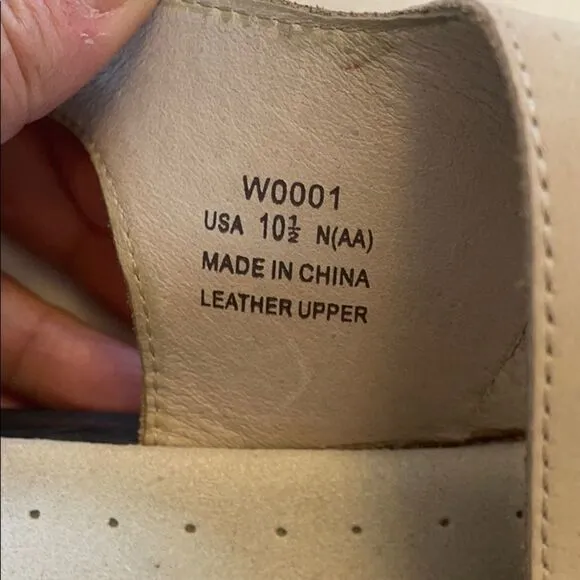 W0001
USA 10½ N(AA)
MADE IN CHINA
LEATHER UPPER